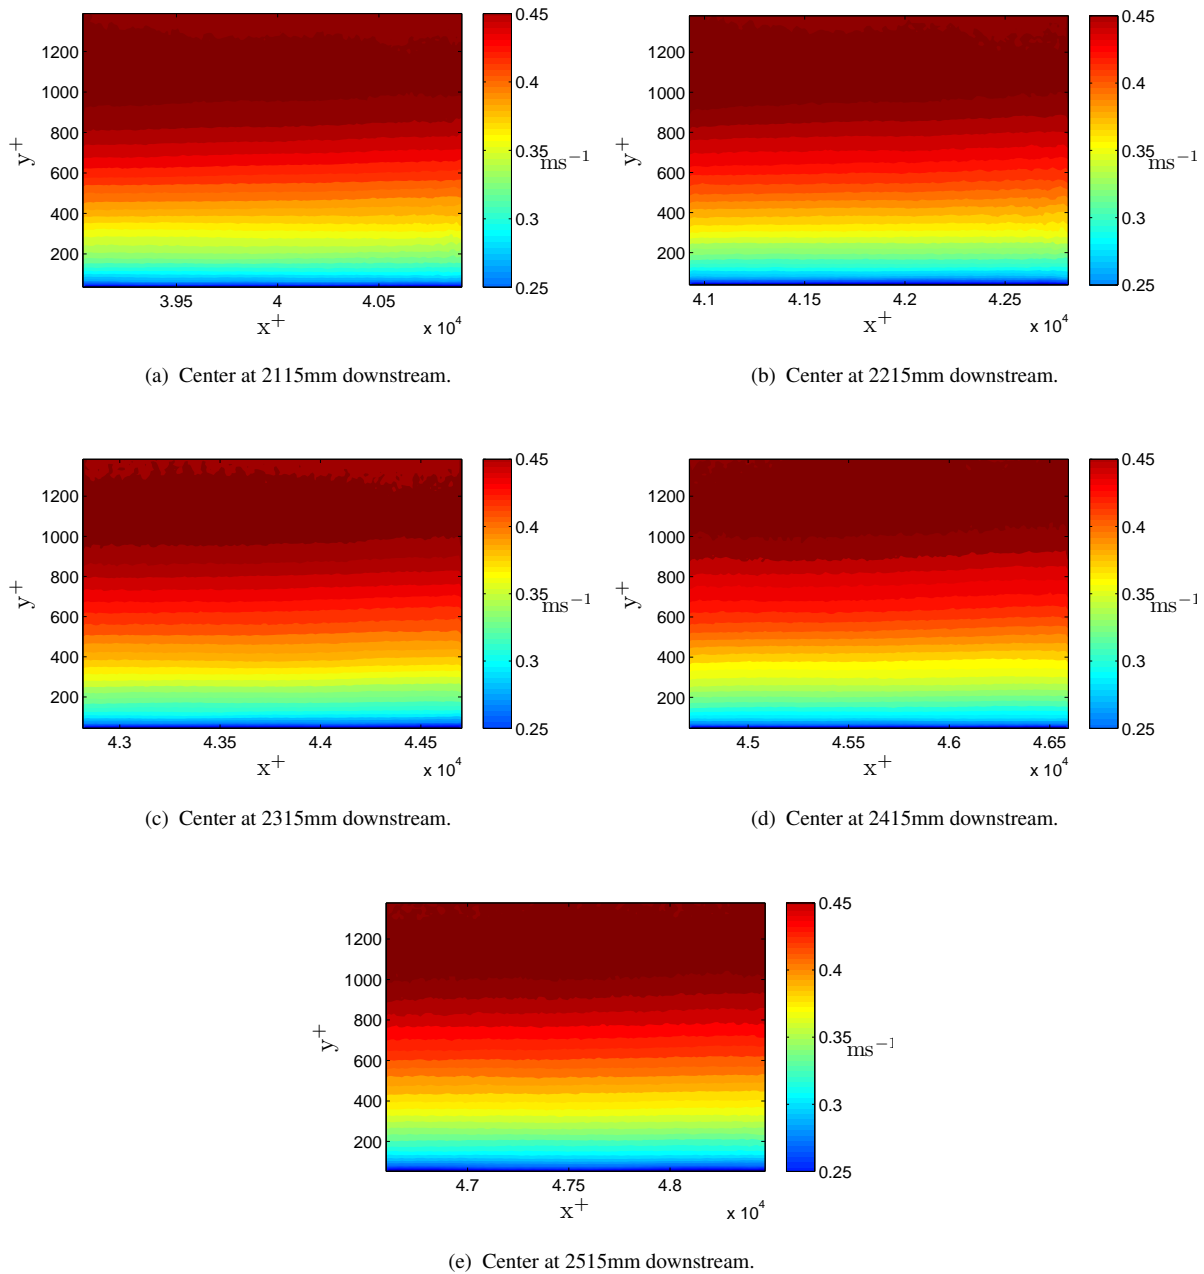 1200
1000
800
600
400
200
y+
3.95
4
4.05
x+
x 10^4
0.45
0.4
0.35
0.3
0.25
ms−1
(a) Center at 2115mm downstream.
1200
1000
800
600
400
200
y+
4.1
4.15
4.2
4.25
x+
x 10^4
0.45
0.4
0.35
0.3
0.25
ms−1
(b) Center at 2215mm downstream.
1200
1000
800
600
400
200
y+
4.3
4.35
4.4
4.45
x+
x 10^4
0.45
0.4
0.35
0.3
0.25
ms−1
(c) Center at 2315mm downstream.
1200
1000
800
600
400
200
y+
4.5
4.55
4.6
4.65
x+
x 10^4
0.45
0.4
0.35
0.3
0.25
ms−1
(d) Center at 2415mm downstream.
1200
1000
800
600
400
200
y+
4.7
4.75
4.8
x+
x 10^4
0.45
0.4
0.35
0.3
0.25
ms−1
(e) Center at 2515mm downstream.